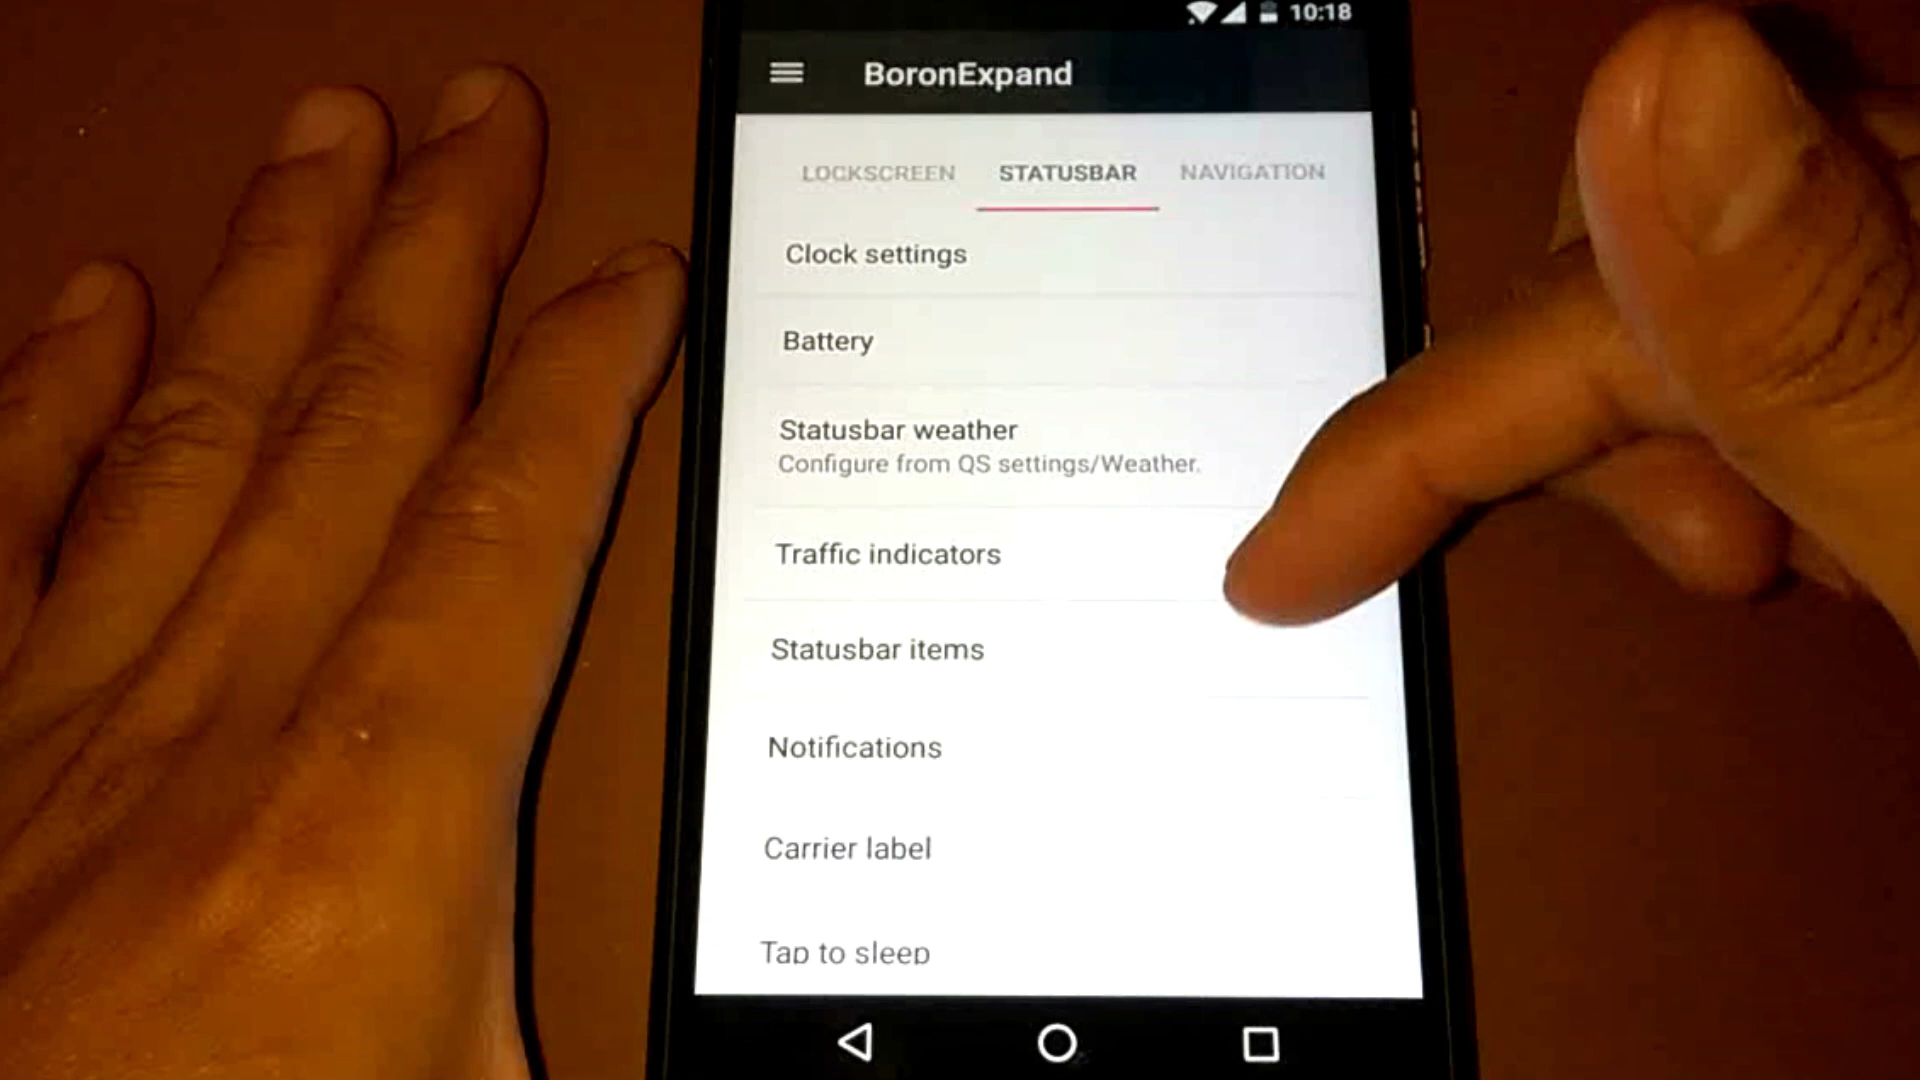 10:18
BoronExpand
LOCKSCREEN STATUSBAR NAVIGATION
Clock settings
Battery
Statusbar weather
Configure from QS settings/Weather.
Traffic indicators
Statusbar items
Notifications
Carrier label
Tap to sleep